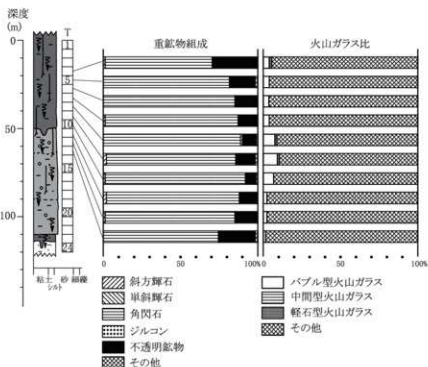 深度
(m)
T
重鉱物組成
火山ガラス比
0
1
5
50
10
15
100
20
24
0
50
100%
0
50
100%
粘土
シルト
砂
細礫
斜方輝石
単斜輝石
角閃石
ジルコン
不透明鉱物
その他
バブル型火山ガラス
中間型火山ガラス
軽石型火山ガラス
その他